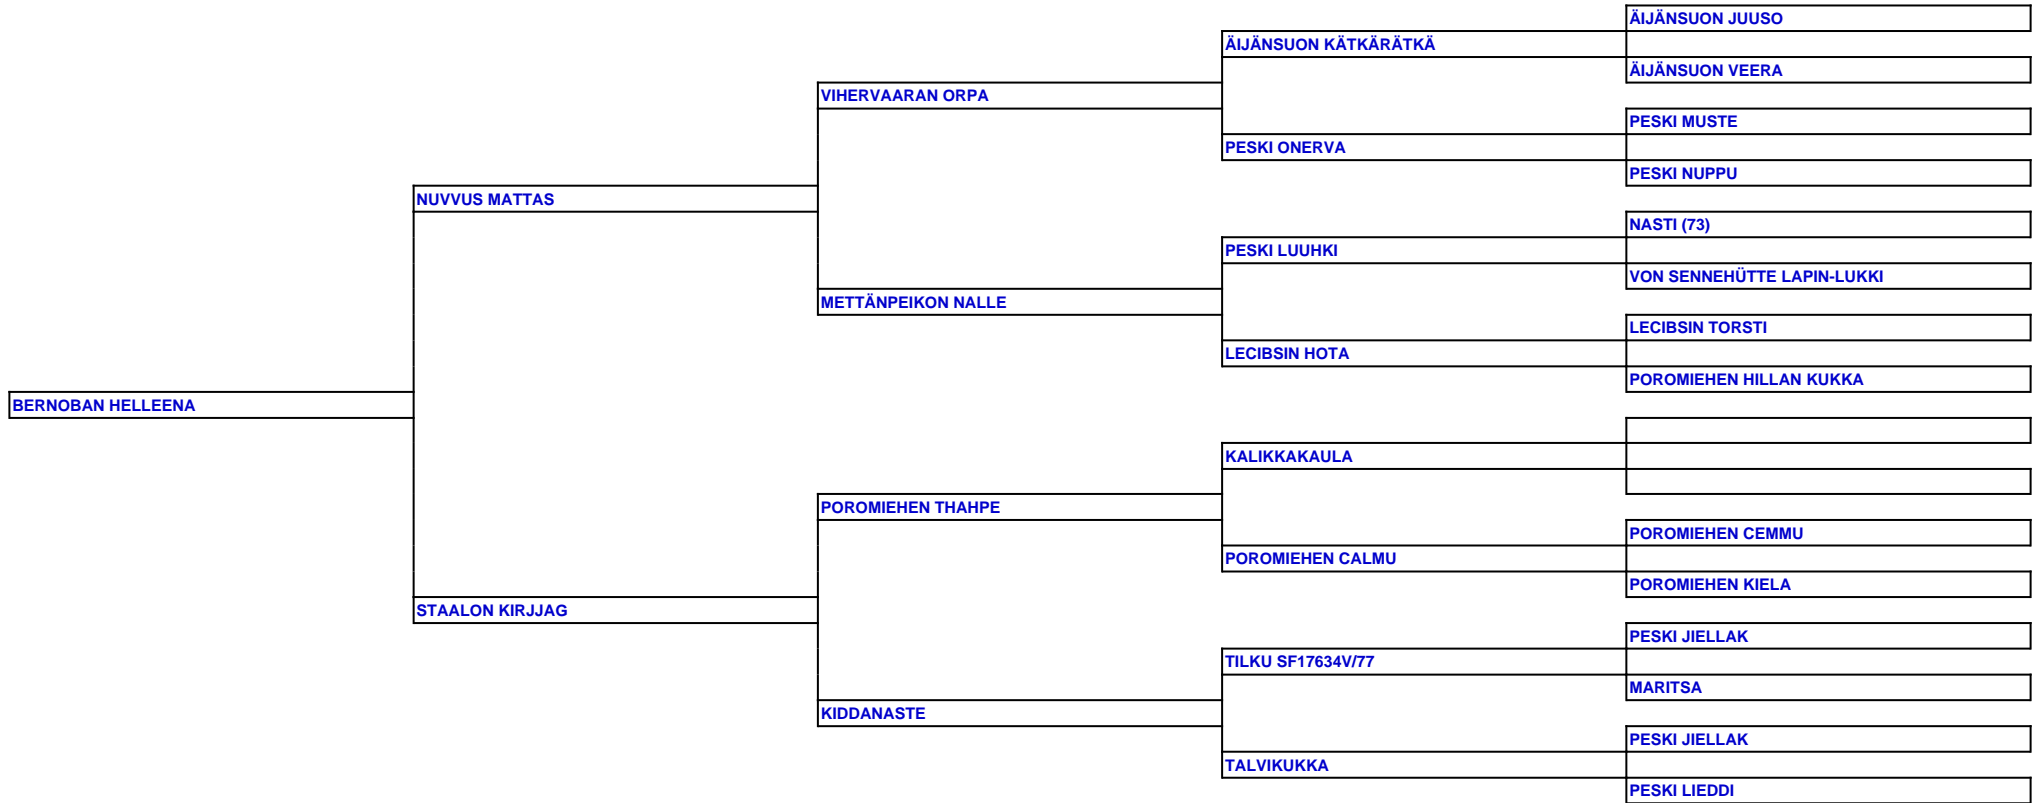 ÄIJÄNSUON JUUSO
ÄIJÄNSUON KÄTKÄRÄTKÄ
ÄIJÄNSUON VEERA
VIHERVAARAN ORPA
PESKI MUSTE
PESKI ONERVA
PESKI NUPPU
NUVVUS MATTAS
NASTI (73)
PESKI LUUHKI
VON SENNEHÜTTE LAPIN-LUKKI
METTÄNPEIKON NALLE
LECIBSIN TORSTI
LECIBSIN HOTA
POROMIEHEN HILLAN KUKKA
BERNOBAN HELLEENA
KALIKKAKAULA
POROMIEHEN THAHPE
POROMIEHEN CEMMU
POROMIEHEN CALMU
POROMIEHEN KIELA
STAALON KIRJJAG
PESKI JIELLAK
TILKU SF17634V/77
MARITSA
KIDDANASTE
PESKI JIELLAK
TALVIKUKKA
PESKI LIEDDI